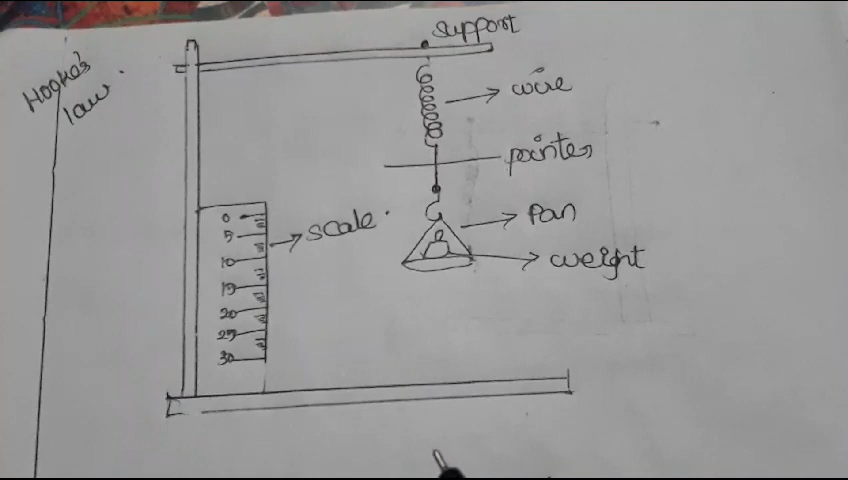 Hooke's
law.
support
wire
pointer
0
5
10
15
20
25
30
scale.
pan
weight